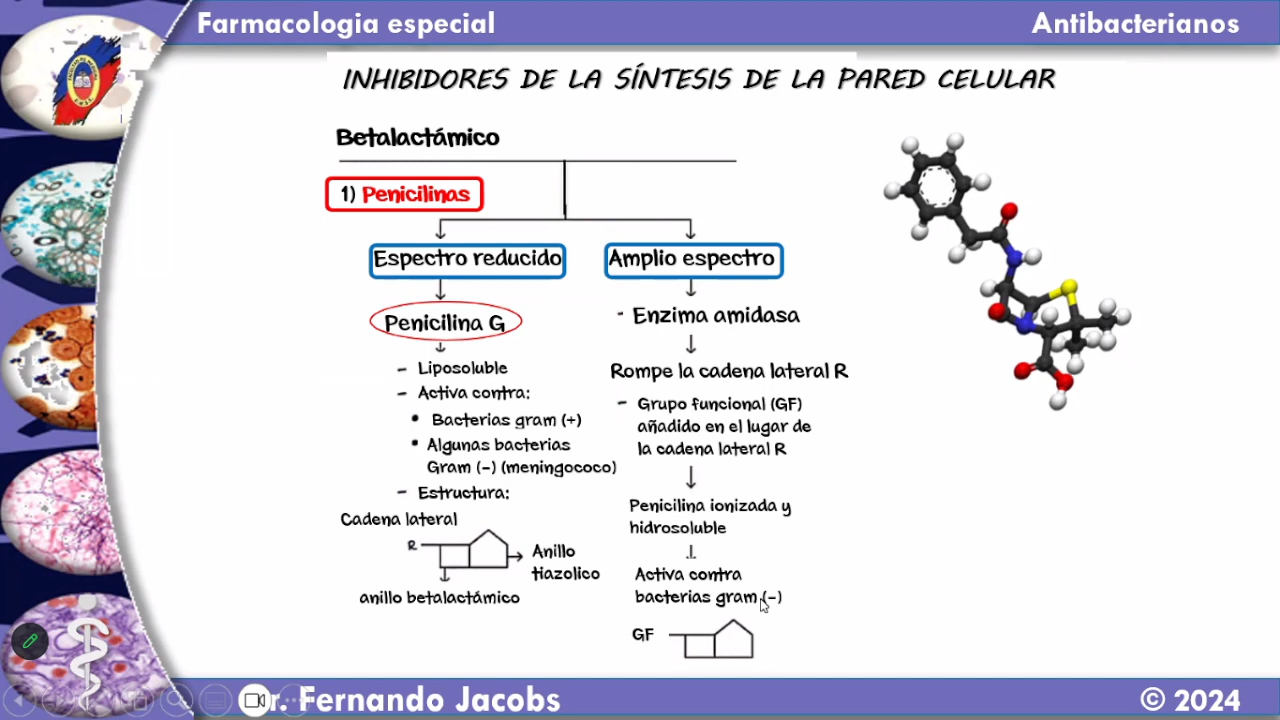 Farmacologia especial
Antibacterianos
INHIBIDORES DE LA SÍNTESIS DE LA PARED CELULAR
Betalactámico
1) Penicilinas
Espectro reducido
Penicilina G
- Liposoluble
- Activa contra:
• Bacterias gram (+)
• Algunas bacterias
Gram (-) (meningococo)
- Estructura:
Cadena lateral
R
Anillo
tiazolico
anillo betalactámico
Amplio espectro
- Enzima amidasa
Rompe la cadena lateral R
- Grupo funcional (GF)
añadido en el lugar de
la cadena lateral R
Penicilina ionizada y
hidrosoluble
Activa contra
bacterias gram (-)
GF
r. Fernando Jacobs
© 2024